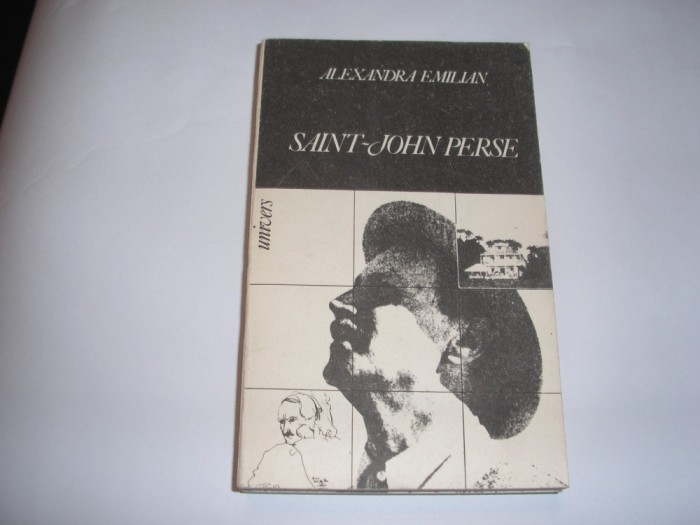 ALEXANDRA EMILIAN
SAINT-JOHN PERSE
univers